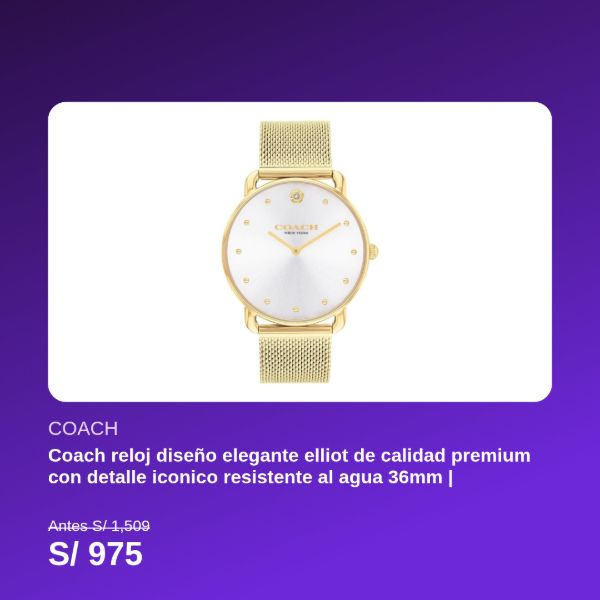 COACH
NEW YORK
COACH
Coach reloj diseño elegante elliot de calidad premium
con detalle iconico resistente al agua 36mm |
Antes S/ 1,509
S/ 975